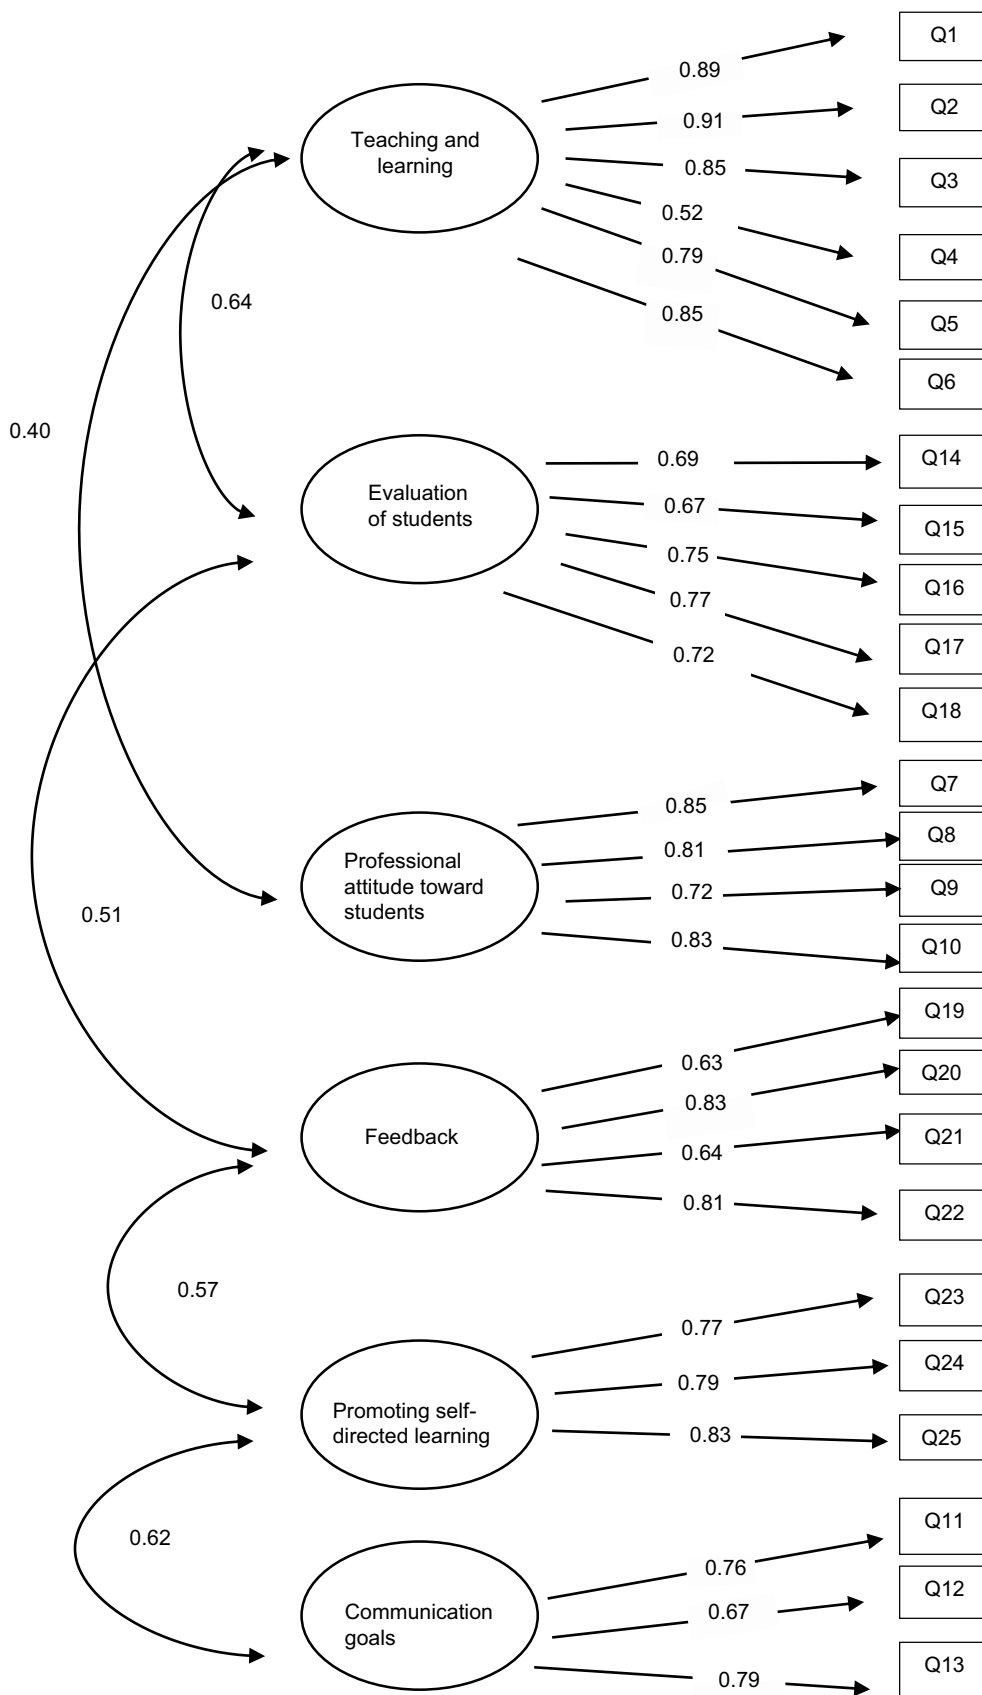 Q1
0.89
Q2
0.91
Teaching and
learning
Q3
0.85
0.52
Q4
0.79
0.64
0.85
Q5
Q6
0.40
Q14
0.69
Evaluation
of students
0.67
Q15
0.75
Q16
0.77
Q17
0.72
Q18
Q7
0.85
Q8
0.81
Professional
attitude toward
students
0.72
Q9
0.51
0.83
Q10
Q19
0.63
Q20
0.83
Feedback
Q21
0.64
0.81
Q22
0.57
Q23
0.77
Q24
0.79
Promoting self-
directed learning
0.83
Q25
Q11
0.62
0.76
Q12
Communication
goals
0.67
Q13
0.79